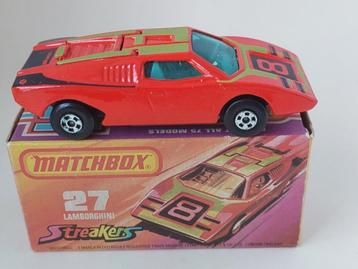 8
ALL 75 MODELS
MATCHBOX
27
LAMBORGHINI
Streakers
8